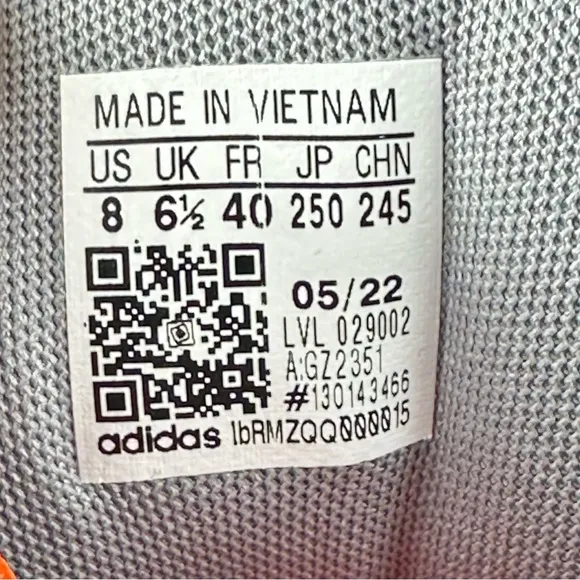 MADE IN VIETNAM
US UK FR JP CHN
8 6½ 40 250 245
05/22
LVL 029002
A:GZ2351
#130143466
adidas IbRMZQQ000015